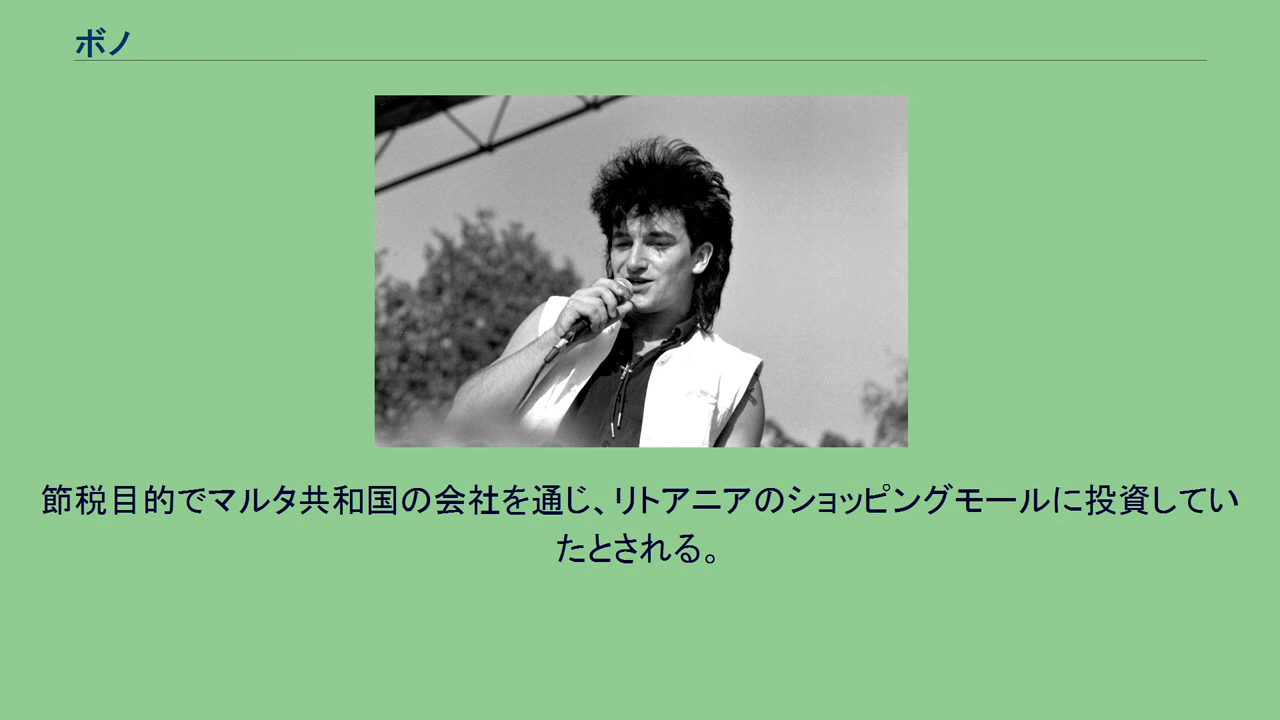 ボノ
節税目的でマルタ共和国の会社を通じ、リトアニアのショッピングモールに投資してい
たとされる。